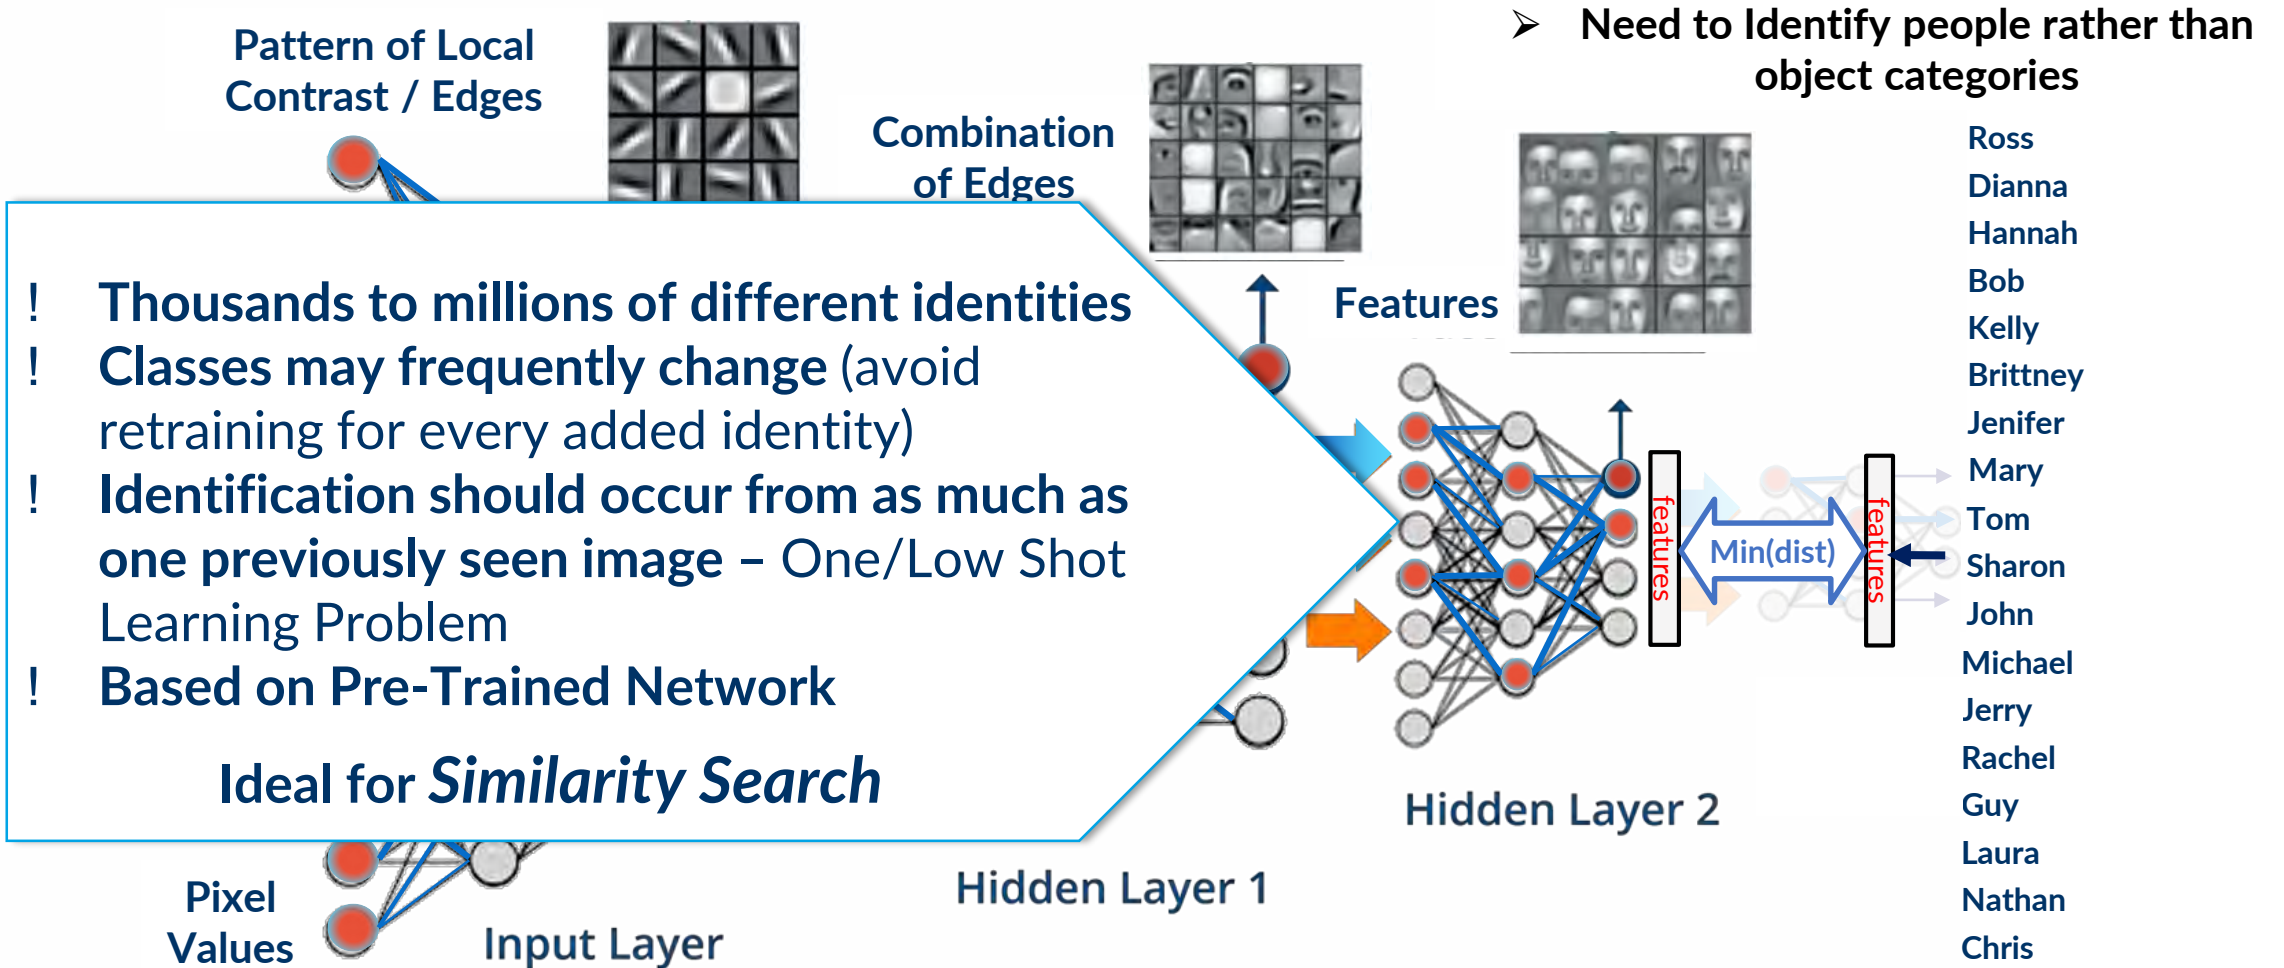 Pattern of Local
Contrast / Edges
Combination
of Edges
➢ Need to Identify people rather than
object categories
! Thousands to millions of different identities
! Classes may frequently change (avoid
retraining for every added identity)
! Identification should occur from as much as
one previously seen image – One/Low Shot
Learning Problem
! Based on Pre-Trained Network
Ideal for Similarity Search
Features
features
Min(dist)
features
Ross
Dianna
Hannah
Bob
Kelly
Brittney
Jenifer
Mary
Tom
Sharon
John
Michael
Jerry
Rachel
Guy
Laura
Nathan
Chris
Hidden Layer 2
Hidden Layer 1
Pixel
Values
Input Layer